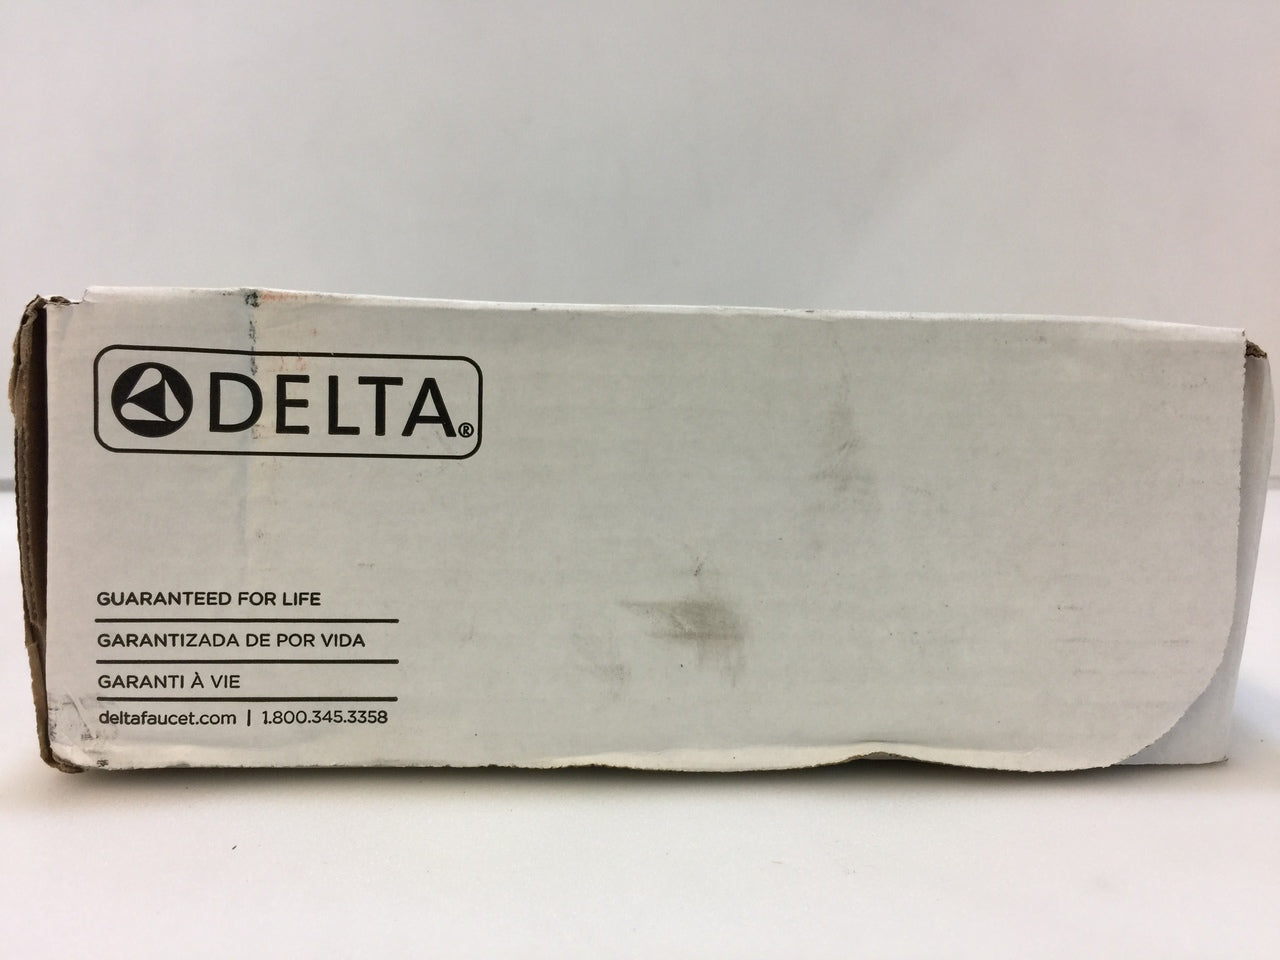 DELTA®
GUARANTEED FOR LIFE
GARANTIZADA DE POR VIDA
GARANTI À VIE
deltafaucet.com | 1.800.345.3358